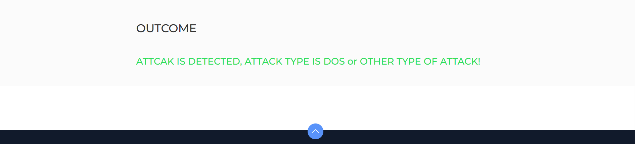 OUTCOME
ATTCAK IS DETECTED, ATTACK TYPE IS DOS or OTHER TYPE OF ATTACK!